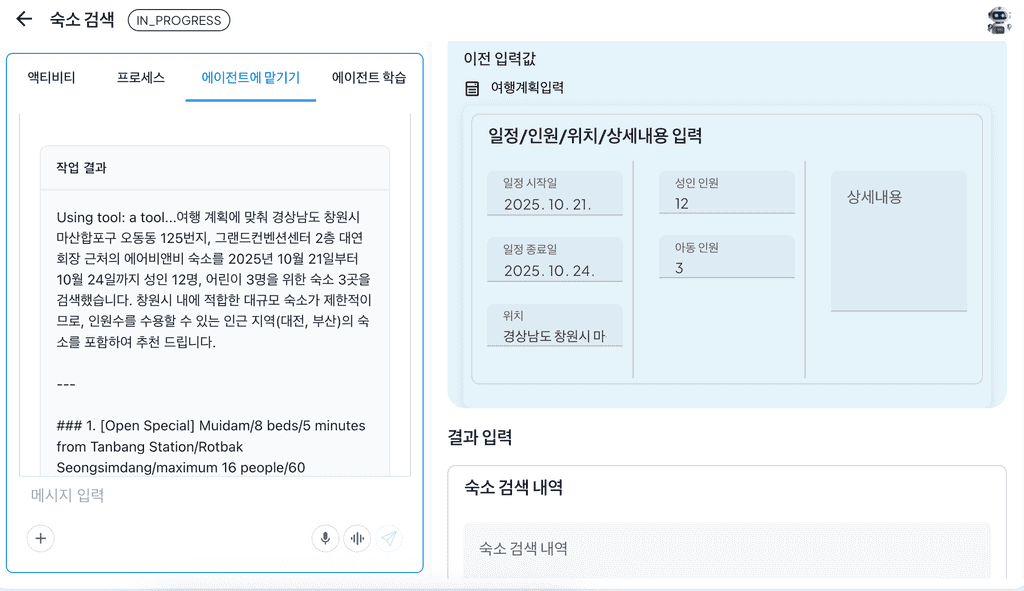 숙소 검색
IN_PROGRESS
액티비티
프로세스
에이전트에 맡기기
에이전트 학습
작업 결과
Using tool: a tool...여행 계획에 맞춰 경상남도 창원시
마산합포구 오동동 125번지, 그랜드컨벤션센터 2층 대연
회장 근처의 에어비앤비 숙소를 2025년 10월 21일부터
10월 24일까지 성인 12명, 어린이 3명을 위한 숙소 3곳을
검색했습니다. 창원시 내에 적합한 대규모 숙소가 제한적이
므로, 인원수를 수용할 수 있는 인근 지역(대전, 부산)의 숙
소를 포함하여 추천 드립니다.
---
### 1. [Open Special] Muidam/8 beds/5 minutes
from Tanbang Station/Rotbak
Seongsimdang/maximum 16 people/60
메시지 입력
이전 입력값
여행계획입력
일정/인원/위치/상세내용 입력
일정 시작일
2025. 10. 21.
일정 종료일
2025. 10. 24.
위치
경상남도 창원시 마
성인 인원
12
아동 인원
3
상세내용
결과 입력
숙소 검색 내역
숙소 검색 내역